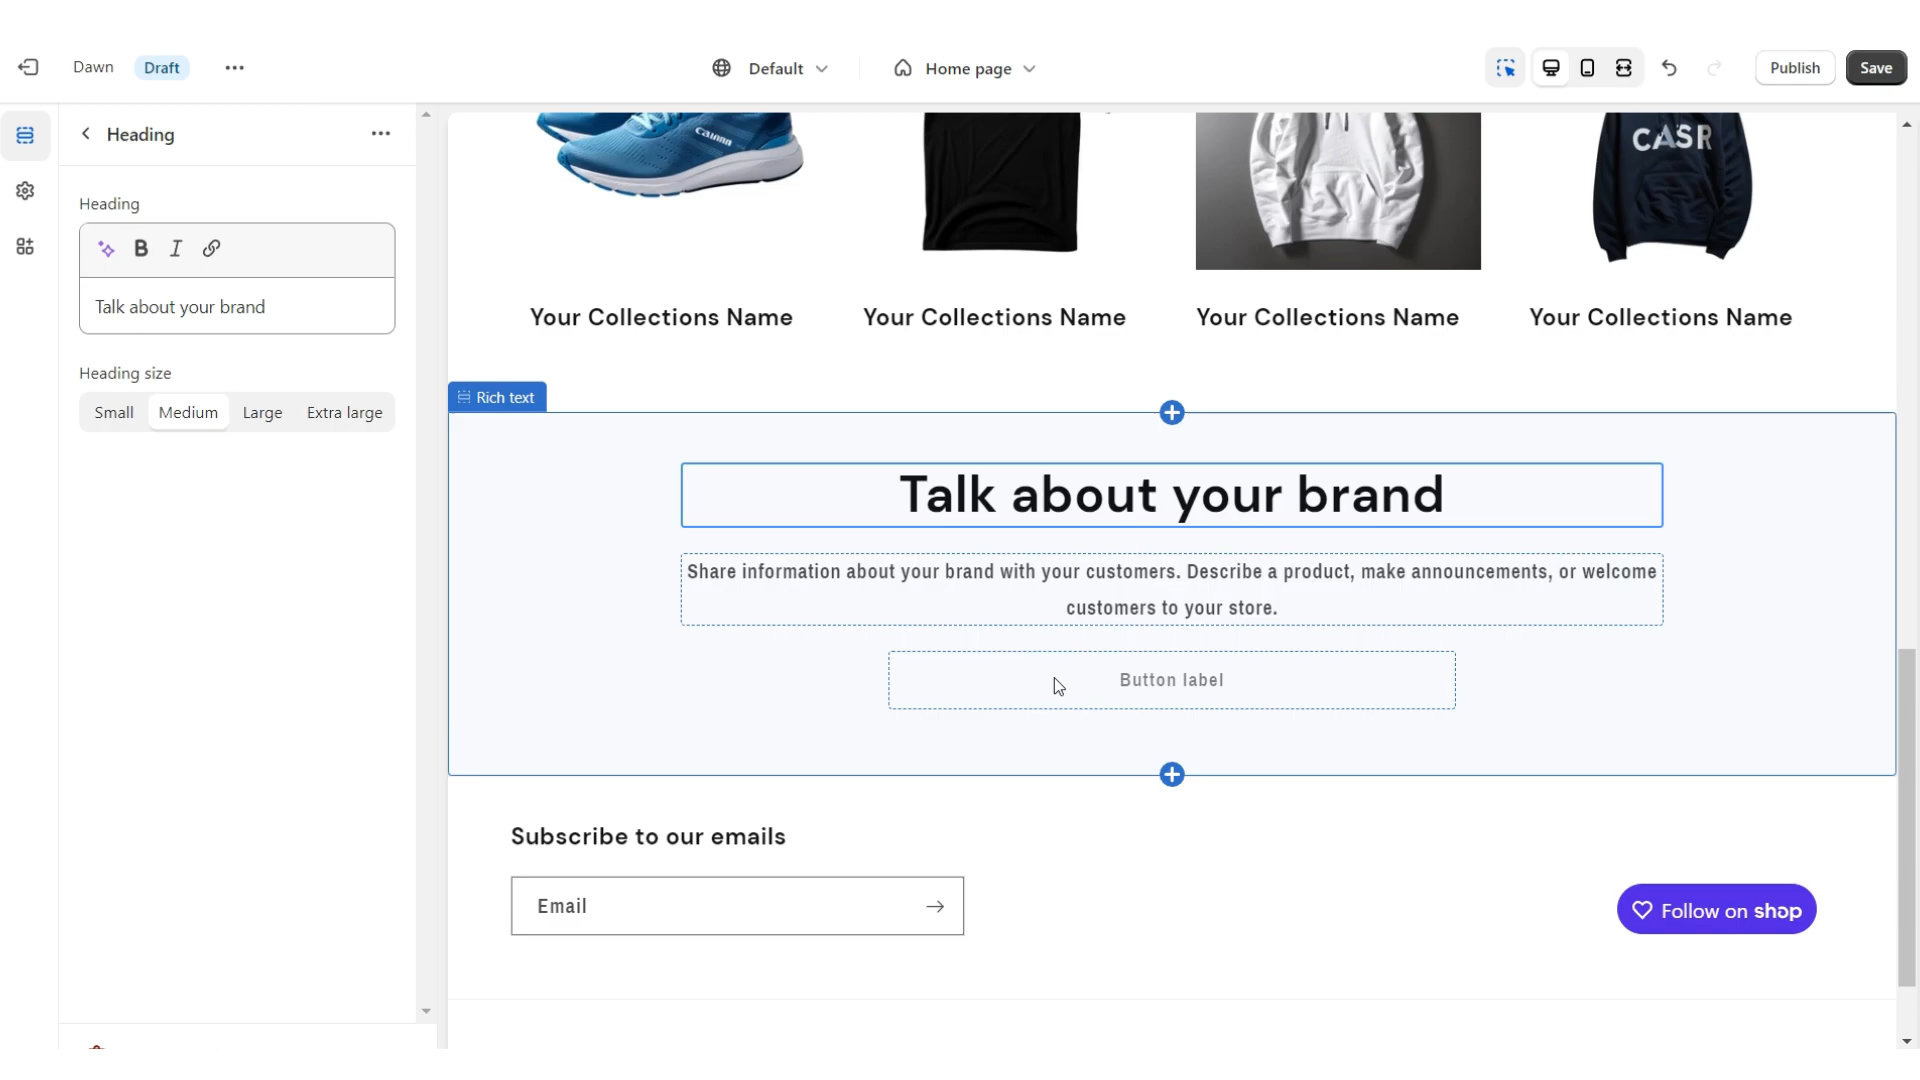 Dawn
Draft
Default
Home page
Publish
Save
Heading
Heading
B I
Talk about your brand
Heading size
Small
Medium
Large
Extra large
CASR
Your Collections Name
Your Collections Name
Your Collections Name
Your Collections Name
Rich text
Talk about your brand
Share information about your brand with your customers. Describe a product, make announcements, or welcome
customers to your store.
Button label
Subscribe to our emails
Email
Follow on shop